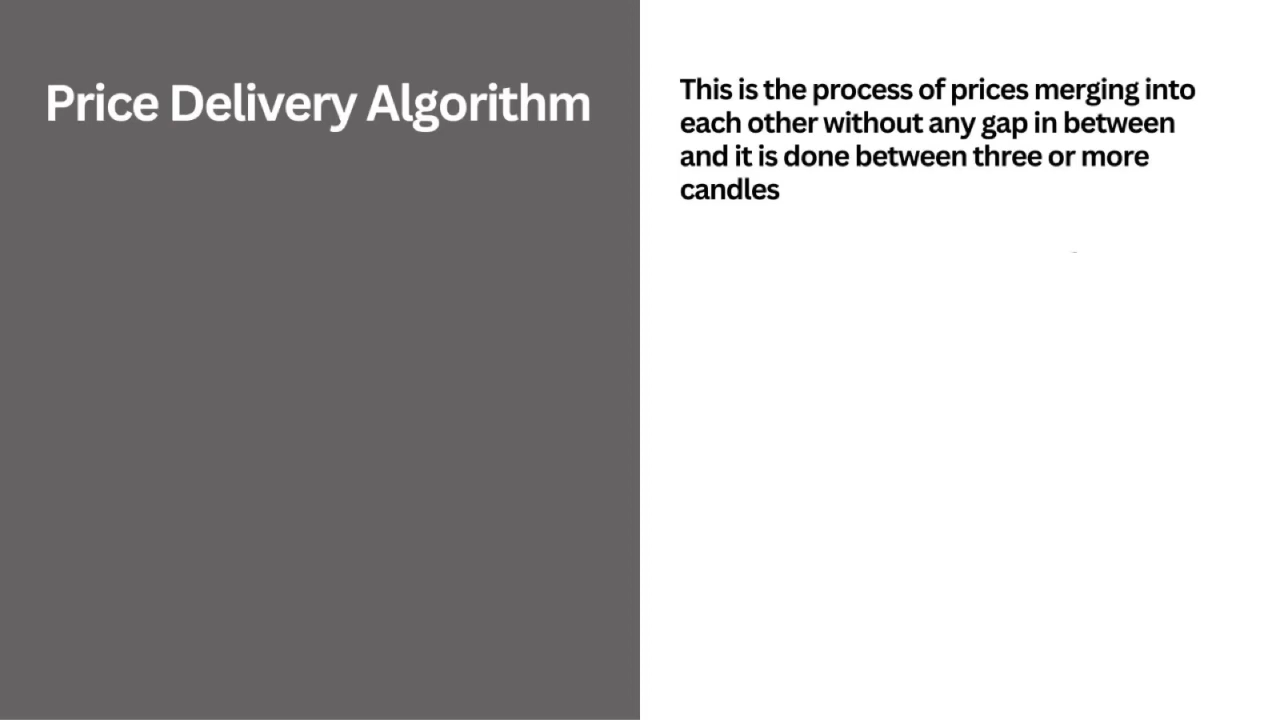 Price Delivery Algorithm
This is the process of prices merging into
each other without any gap in between
and it is done between three or more
candles